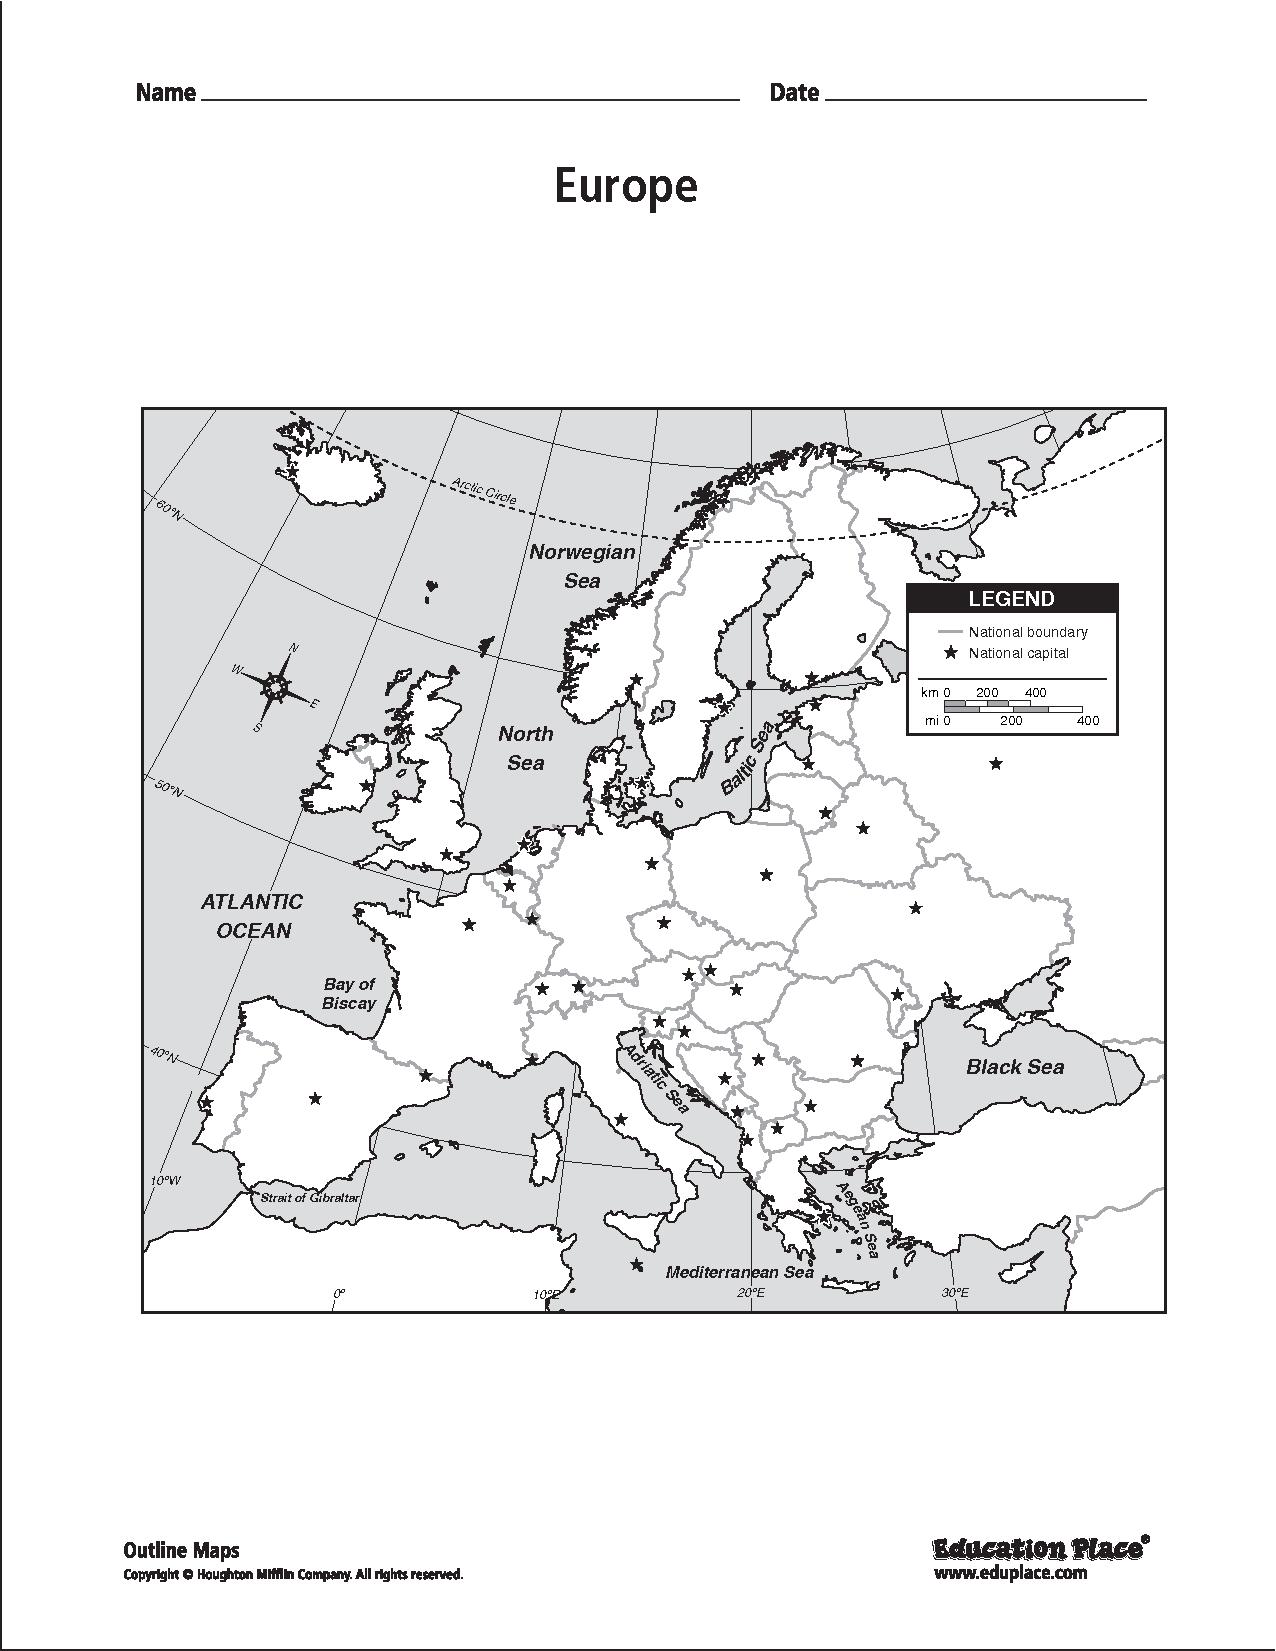 Name Date
Europe
Arctic Circle
60°N
Norwegian
Sea
LEGEND
National boundary
National capital
km 0 200 400
mi 0 200 400
N
W
E
S
North
Sea
Baltic Sea
50°N
ATLANTIC
OCEAN
Bay of
Biscay
40°N
Adriatic Sea
Black Sea
10°W
Strait of Gibraltar
Aegean Sea
Mediterranean Sea
0°
10°E
20°E
30°E
Outline Maps
Copyright © Houghton Mifflin Company. All rights reserved.
Education Place®
www.eduplace.com